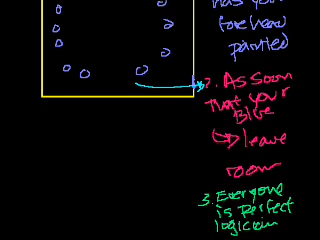 has your
forehead
painted
2. As soon
that your
Blue
leave
room
3. Everyone
is perfect
logician